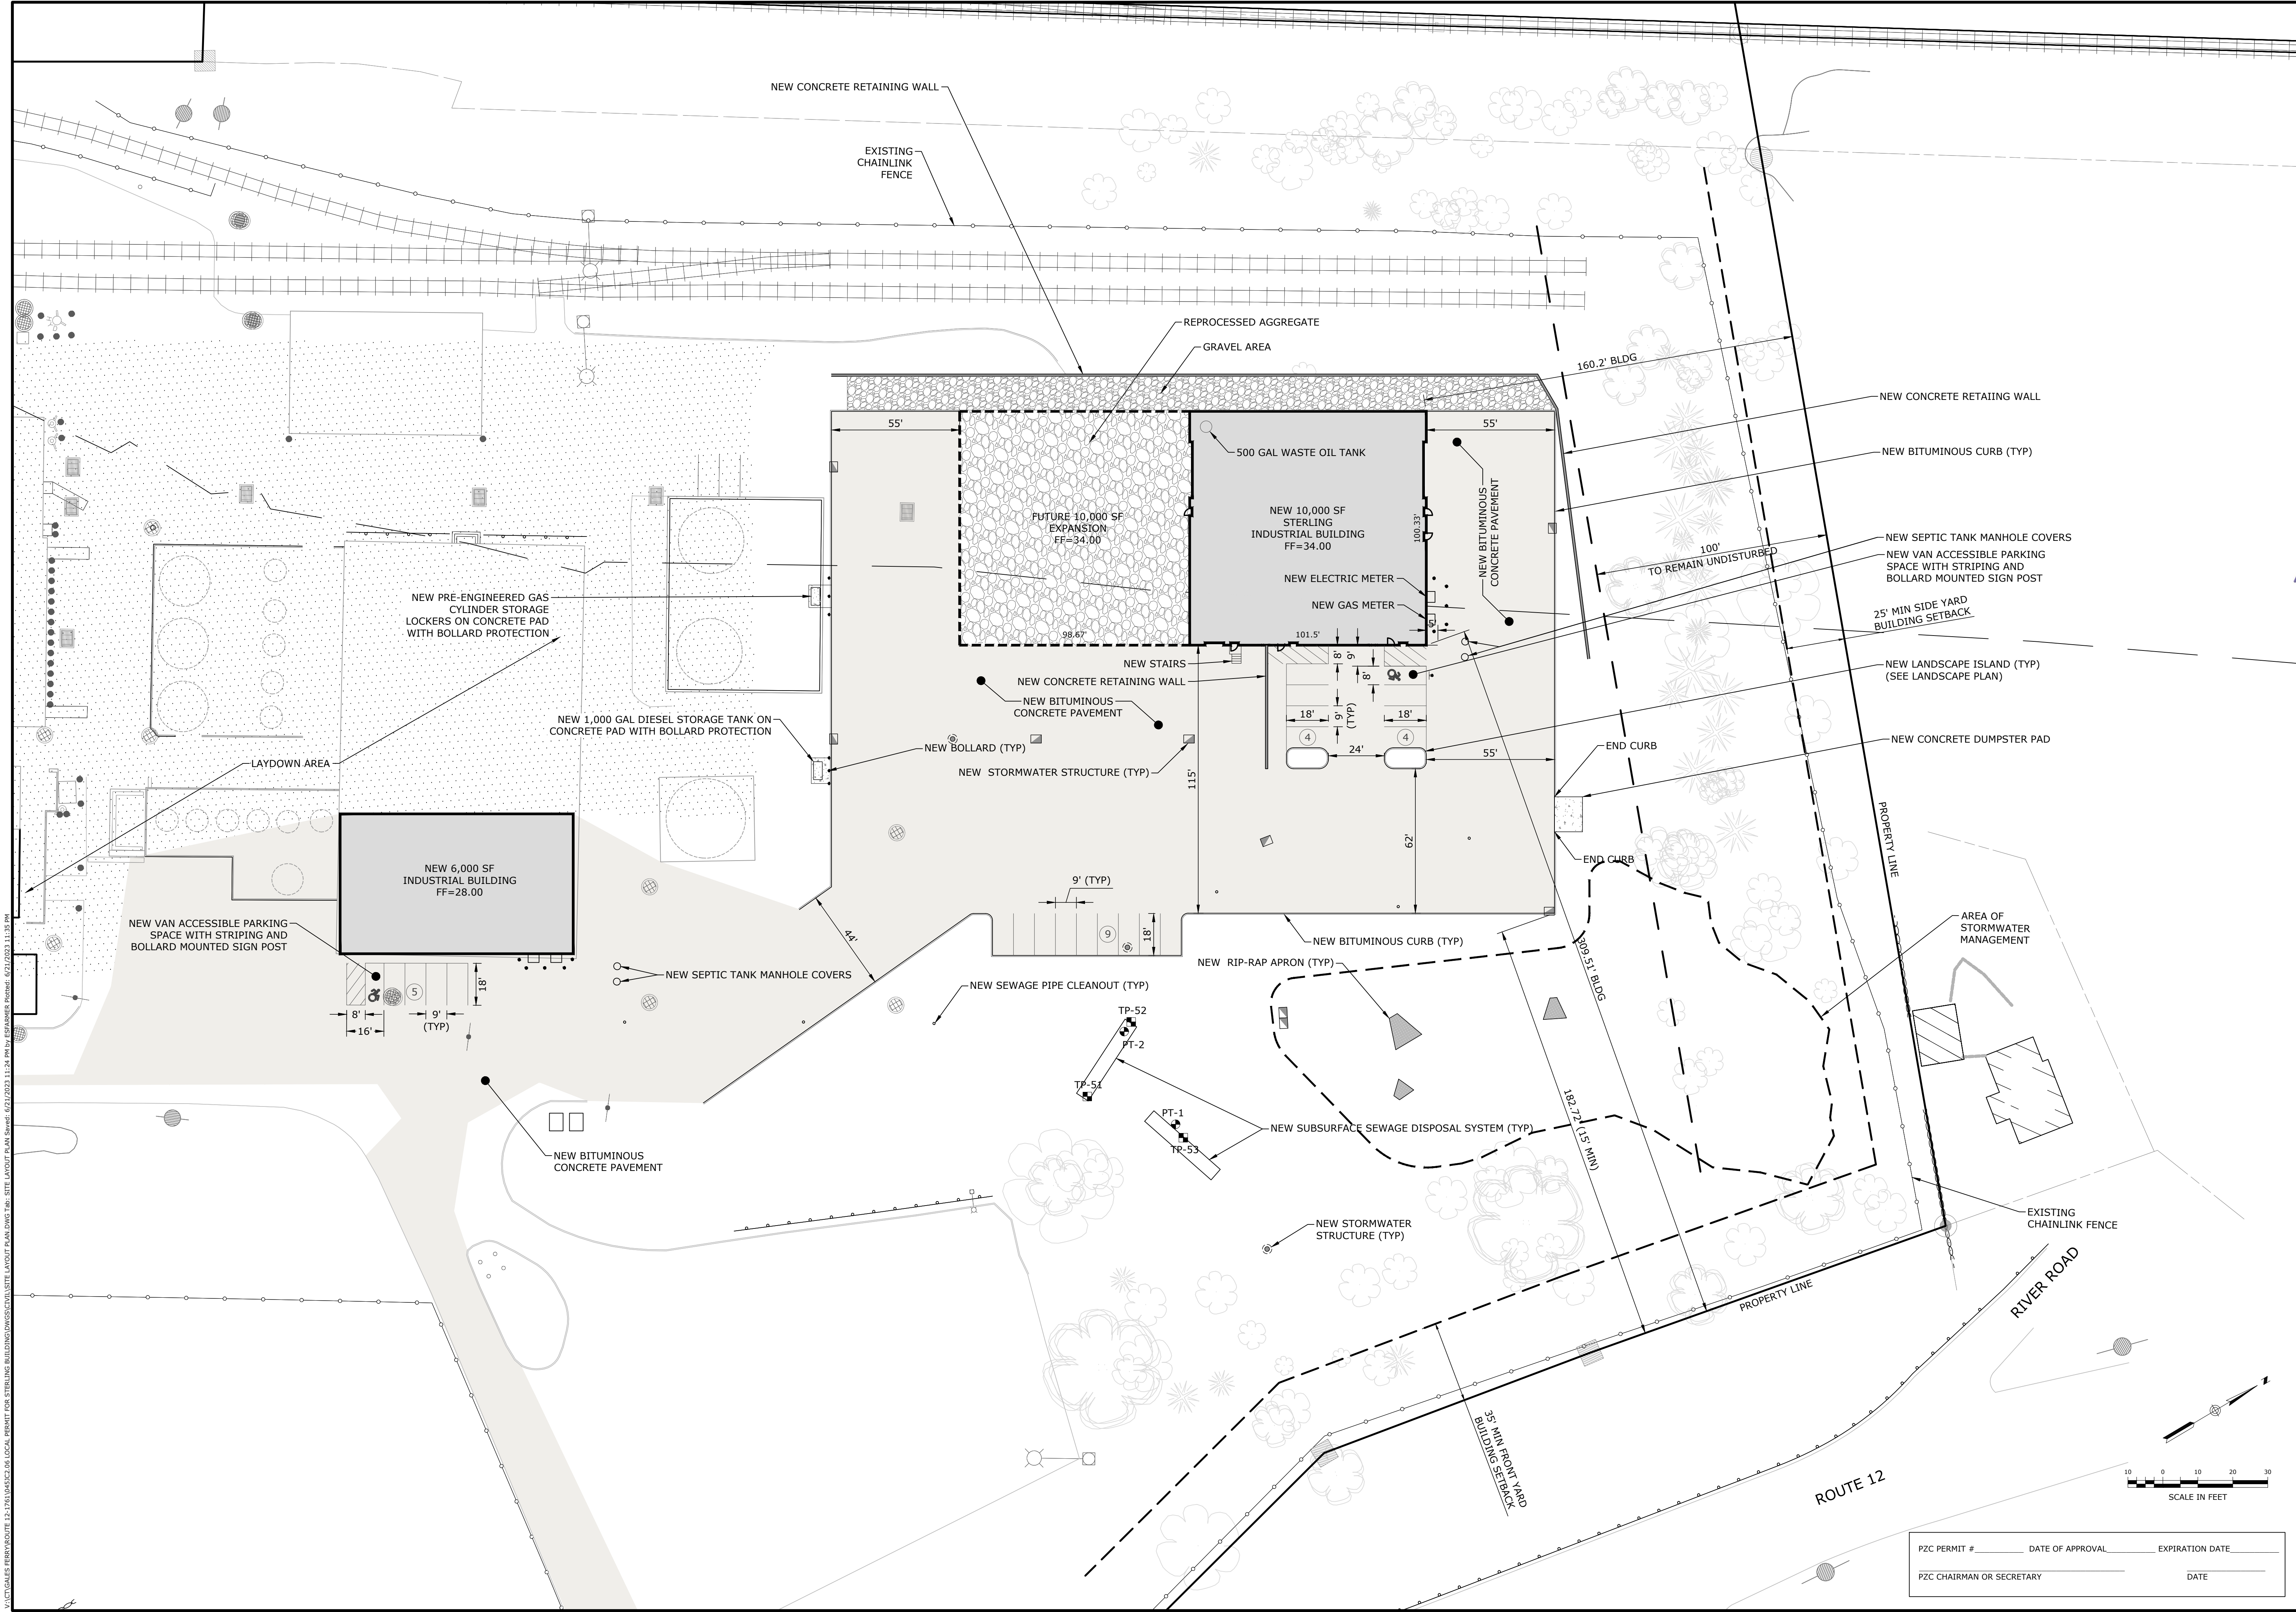 NEW CONCRETE RETAINING WALL
EXISTING
CHAINLINK
FENCE
REPROCESSED AGGREGATE
GRAVEL AREA
160.2' BLDG
NEW CONCRETE RETAIING WALL
55'
55'
500 GAL WASTE OIL TANK
NEW BITUMINOUS CURB (TYP)
NEW BITUMINOUS
CONCRETE PAVEMENT
FUTURE 10,000 SF
EXPANSION
FF=34.00
NEW 10,000 SF
STERLING
INDUSTRIAL BUILDING
FF=34.00
100.33'
100'
TO REMAIN UNDISTURBED
NEW SEPTIC TANK MANHOLE COVERS
NEW VAN ACCESSIBLE PARKING
SPACE WITH STRIPING AND
BOLLARD MOUNTED SIGN POST
NEW ELECTRIC METER
NEW GAS METER
NEW PRE-ENGINEERED GAS
CYLINDER STORAGE
LOCKERS ON CONCRETE PAD
WITH BOLLARD PROTECTION
25' MIN SIDE YARD
BUILDING SETBACK
5'
98.67'
101.5'
8'
9'
8'
NEW STAIRS
NEW CONCRETE RETAINING WALL
NEW LANDSCAPE ISLAND (TYP)
(SEE LANDSCAPE PLAN)
NEW BITUMINOUS
CONCRETE PAVEMENT
18'
9'
(TYP)
18'
4
4
NEW 1,000 GAL DIESEL STORAGE TANK ON
CONCRETE PAD WITH BOLLARD PROTECTION
NEW BOLLARD (TYP)
24'
55'
END CURB
NEW CONCRETE DUMPSTER PAD
LAYDOWN AREA
NEW  STORMWATER STRUCTURE (TYP)
115'
62'
PROPERTY LINE
END CURB
NEW 6,000 SF
INDUSTRIAL BUILDING
FF=28.00
9' (TYP)
NEW VAN ACCESSIBLE PARKING
SPACE WITH STRIPING AND
BOLLARD MOUNTED SIGN POST
44'
9
18'
NEW BITUMINOUS CURB (TYP)
309.51' BLDG
AREA OF
STORMWATER
MANAGEMENT
NEW  RIP-RAP APRON (TYP)
NEW SEPTIC TANK MANHOLE COVERS
NEW SEWAGE PIPE CLEANOUT (TYP)
5
18'
8'
16'
9'
(TYP)
TP-52
PT-2
TP-51
PT-1
TP-53
NEW SUBSURFACE SEWAGE DISPOSAL SYSTEM (TYP)
182.72' (15' MIN)
NEW BITUMINOUS
CONCRETE PAVEMENT
NEW STORMWATER
STRUCTURE (TYP)
EXISTING
CHAINLINK FENCE
RIVER ROAD
PROPERTY LINE
35' MIN FRONT YARD
BUILDING SETBACK
ROUTE 12
10 0 10 20 30
SCALE IN FEET
PZC PERMIT #__________ DATE OF APPROVAL__________ EXPIRATION DATE__________
PZC CHAIRMAN OR SECRETARY
DATE